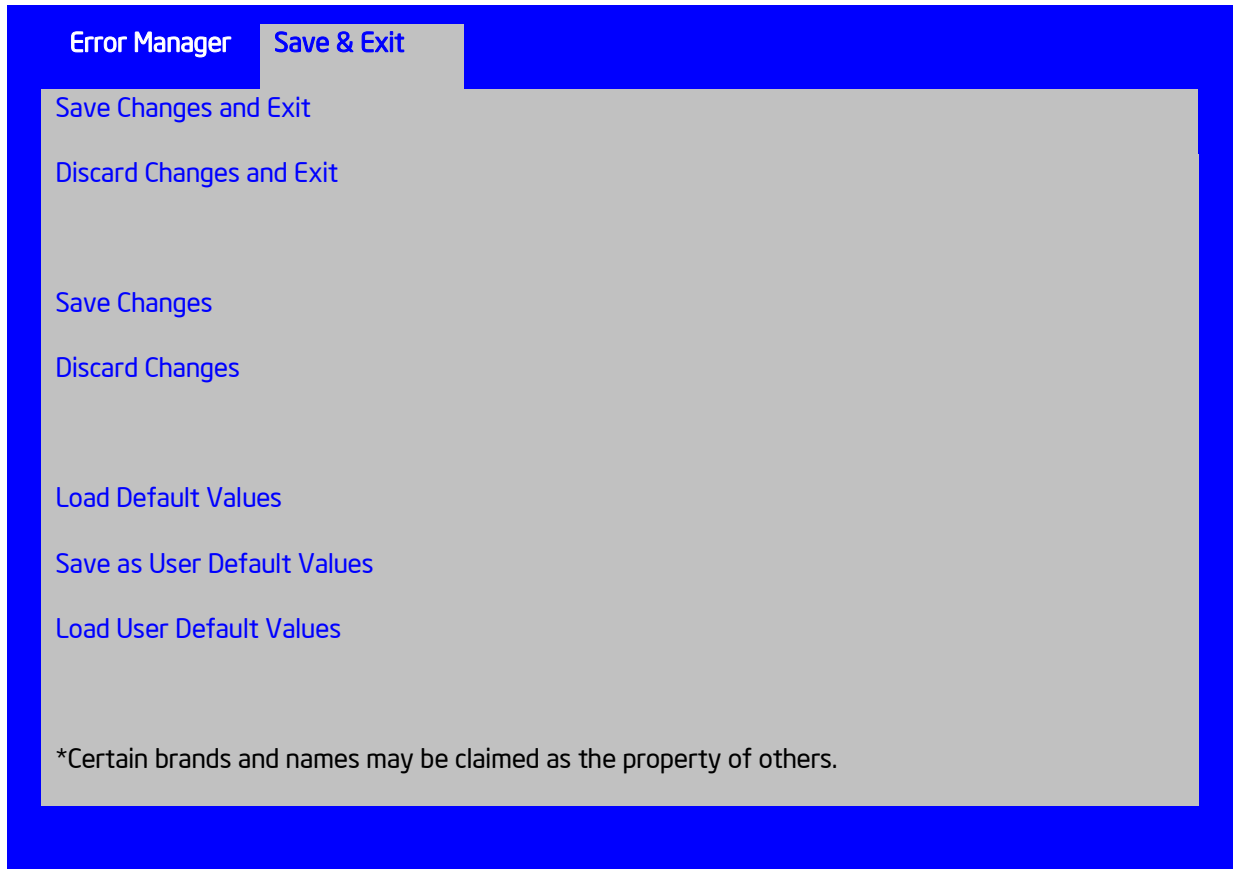 Error Manager Save & Exit
Save Changes and Exit
Discard Changes and Exit
Save Changes
Discard Changes
Load Default Values
Save as User Default Values
Load User Default Values
*Certain brands and names may be claimed as the property of others.